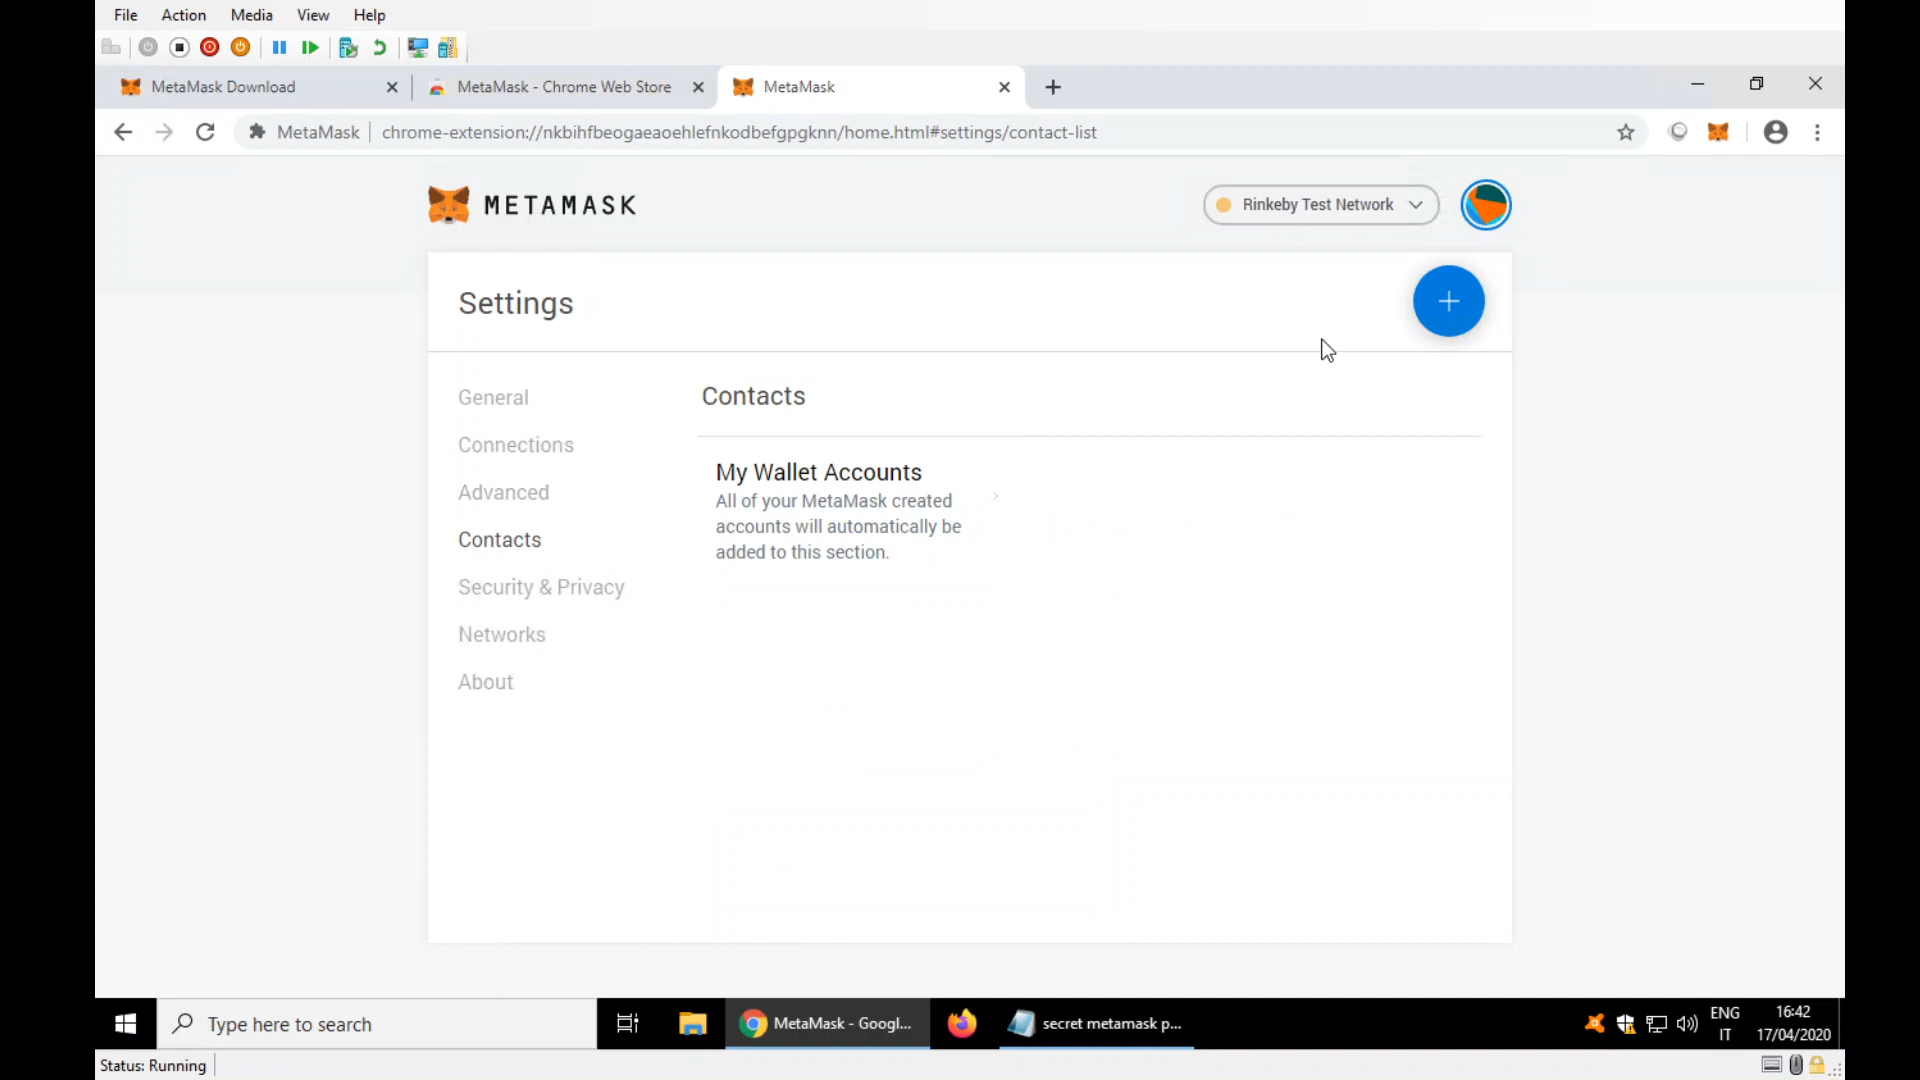 File Action Media View Help
MetaMask Download
MetaMask - Chrome Web Store
MetaMask
MetaMask chrome-extension://nkbihfbeogaeaoehlefnkodbefgpgknn/home.html#settings/contact-list
METAMASK
Rinkeby Test Network
Settings
General
Connections
Advanced
Contacts
Security & Privacy
Networks
About
Contacts
My Wallet Accounts
All of your MetaMask created
accounts will automatically be
added to this section.
Type here to search
MetaMask - Googl...
secret metamask p...
ENG
IT
16:42
17/04/2020
Status: Running